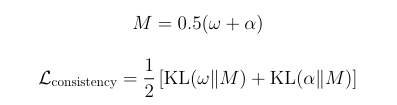 M = 0.5(ω + α)
ℒ_consistency = 1/2 [KL(ω‖M) + KL(α‖M)]